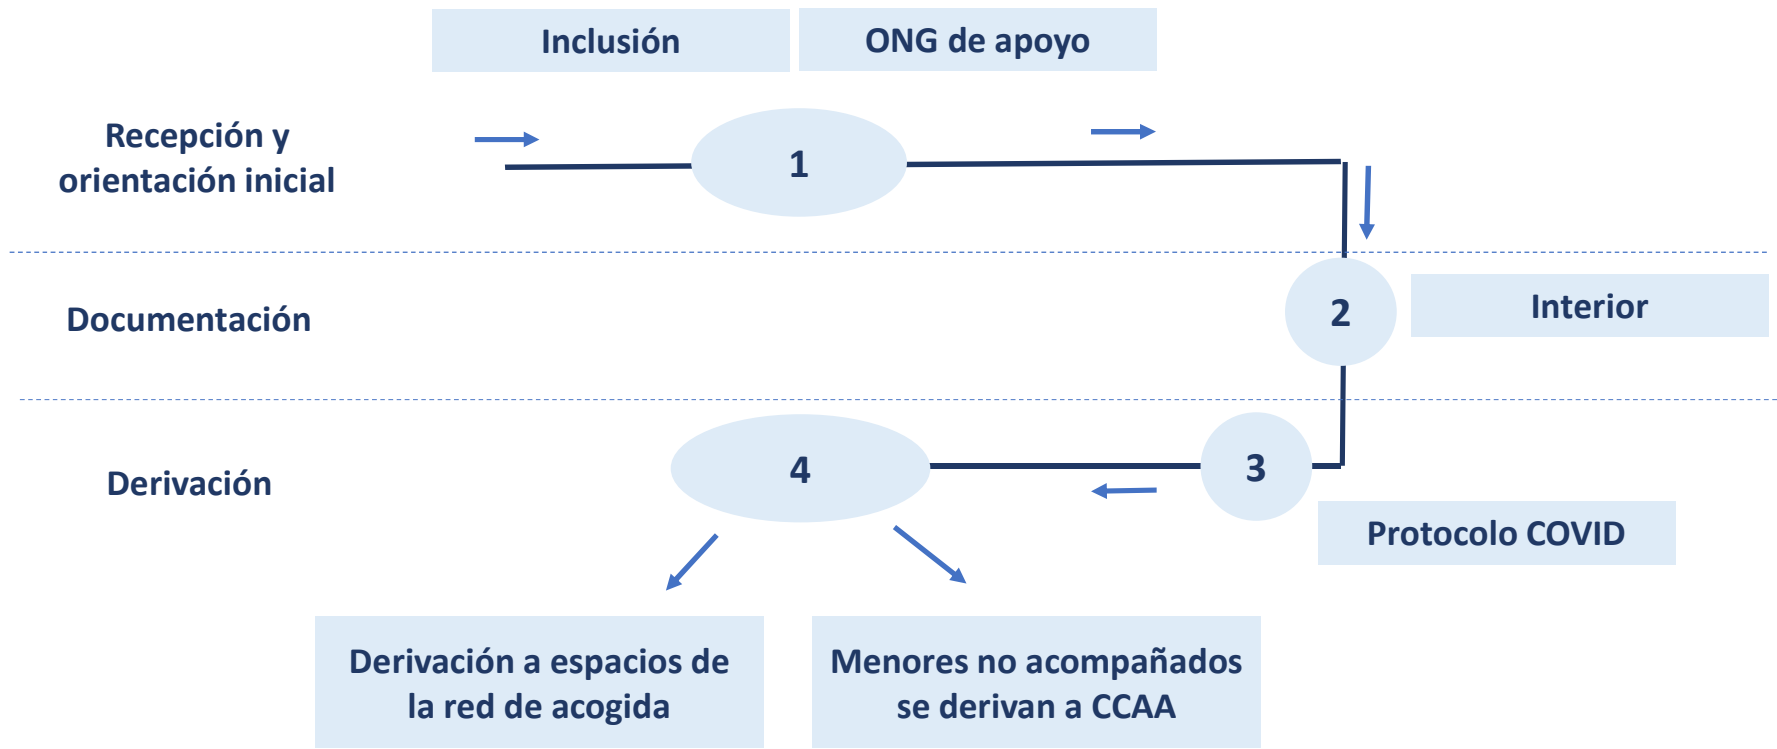 Inclusión
ONG de apoyo
Recepción y
orientación inicial
1
Documentación
2
Interior
Derivación
4
3
Protocolo COVID
Derivación a espacios de
la red de acogida
Menores no acompañados
se derivan a CCAA